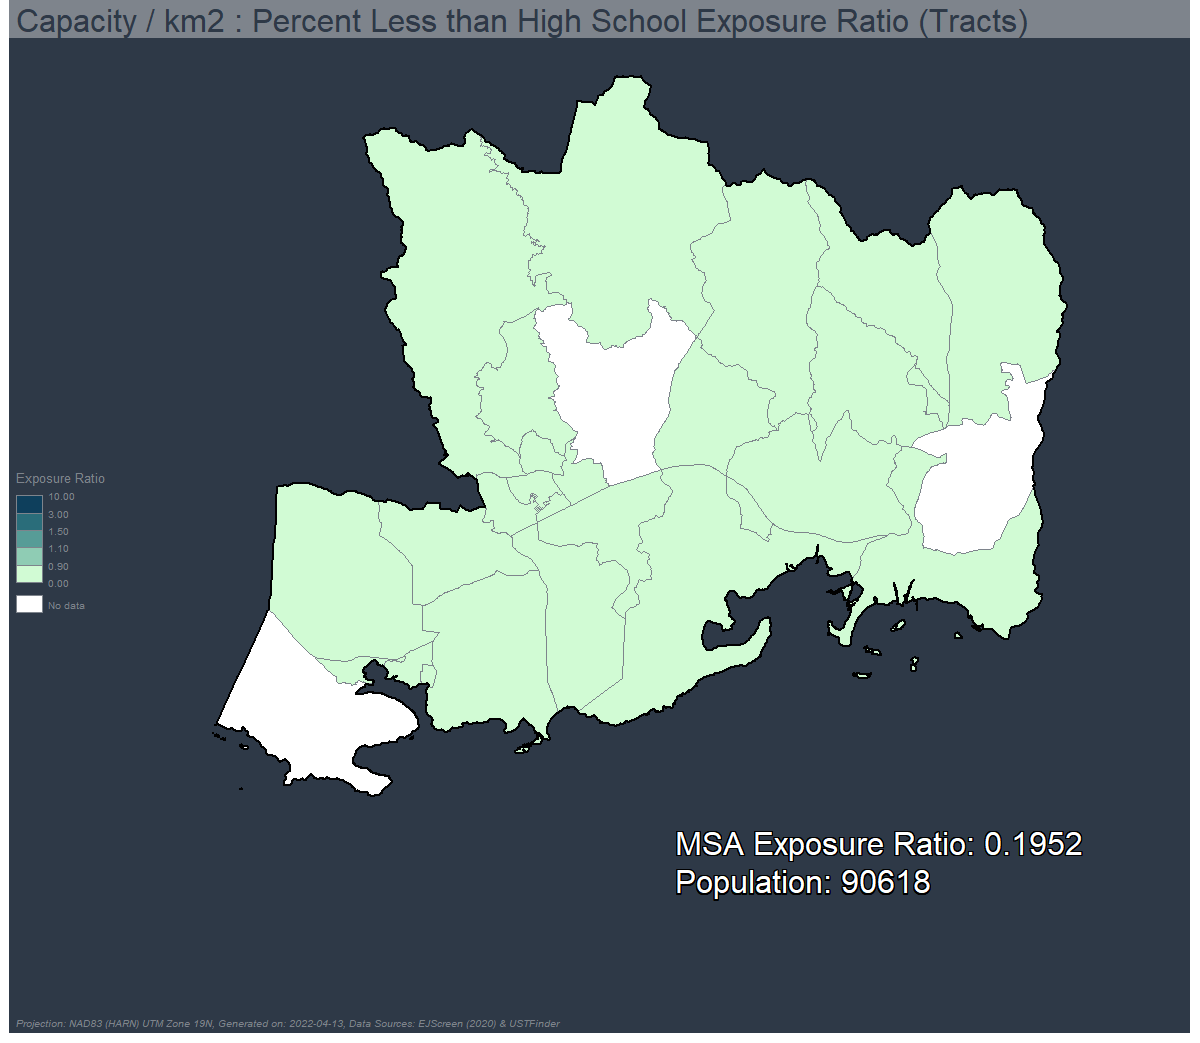 Capacity / km2 : Percent Less than High School Exposure Ratio (Tracts)
Exposure Ratio
10.00
3.00
1.50
1.10
0.90
0.00
No data
MSA Exposure Ratio: 0.1952
Population: 90618
Projection: NAD83 (HARN) UTM Zone 19N, Generated on: 2022-04-13, Data Sources: EJScreen (2020) & USTFinder